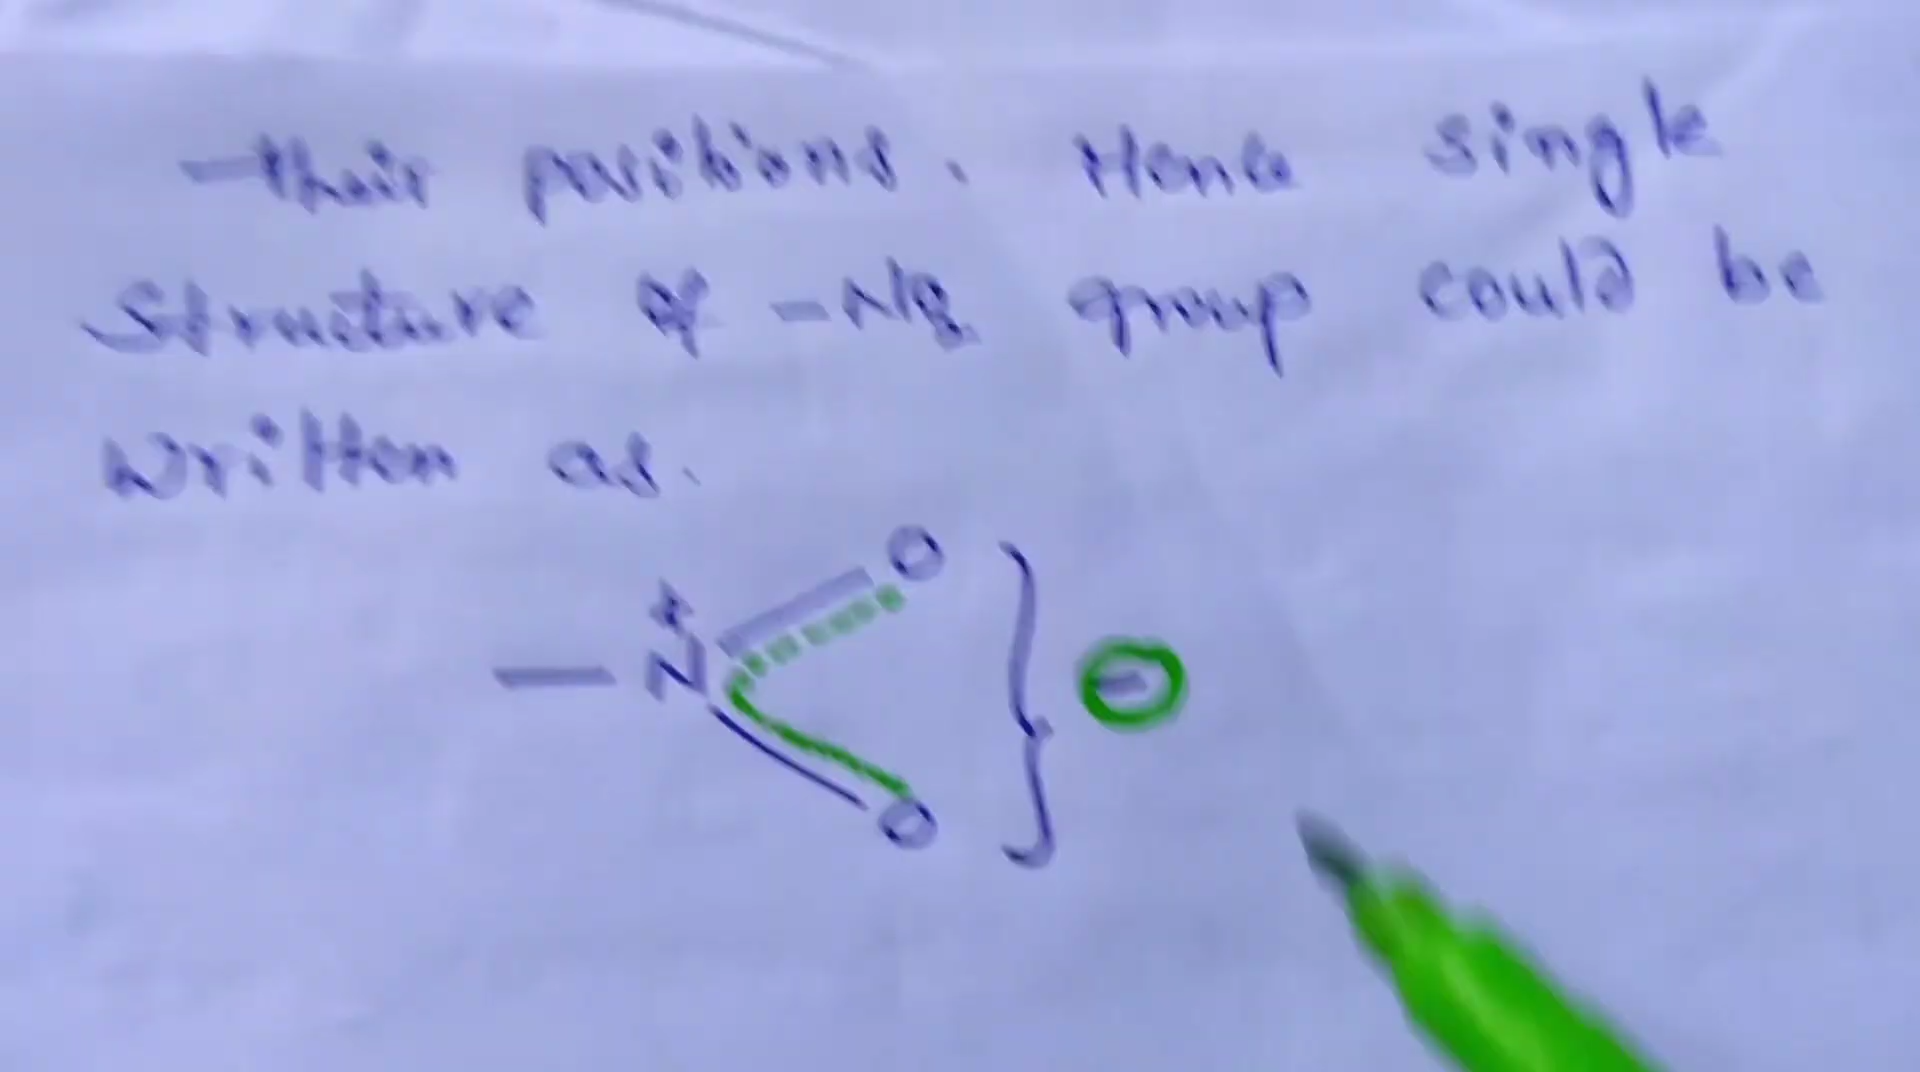 their positions. Hence single
structure of -NO2 group could be
written as.
O
+
— N } -
O